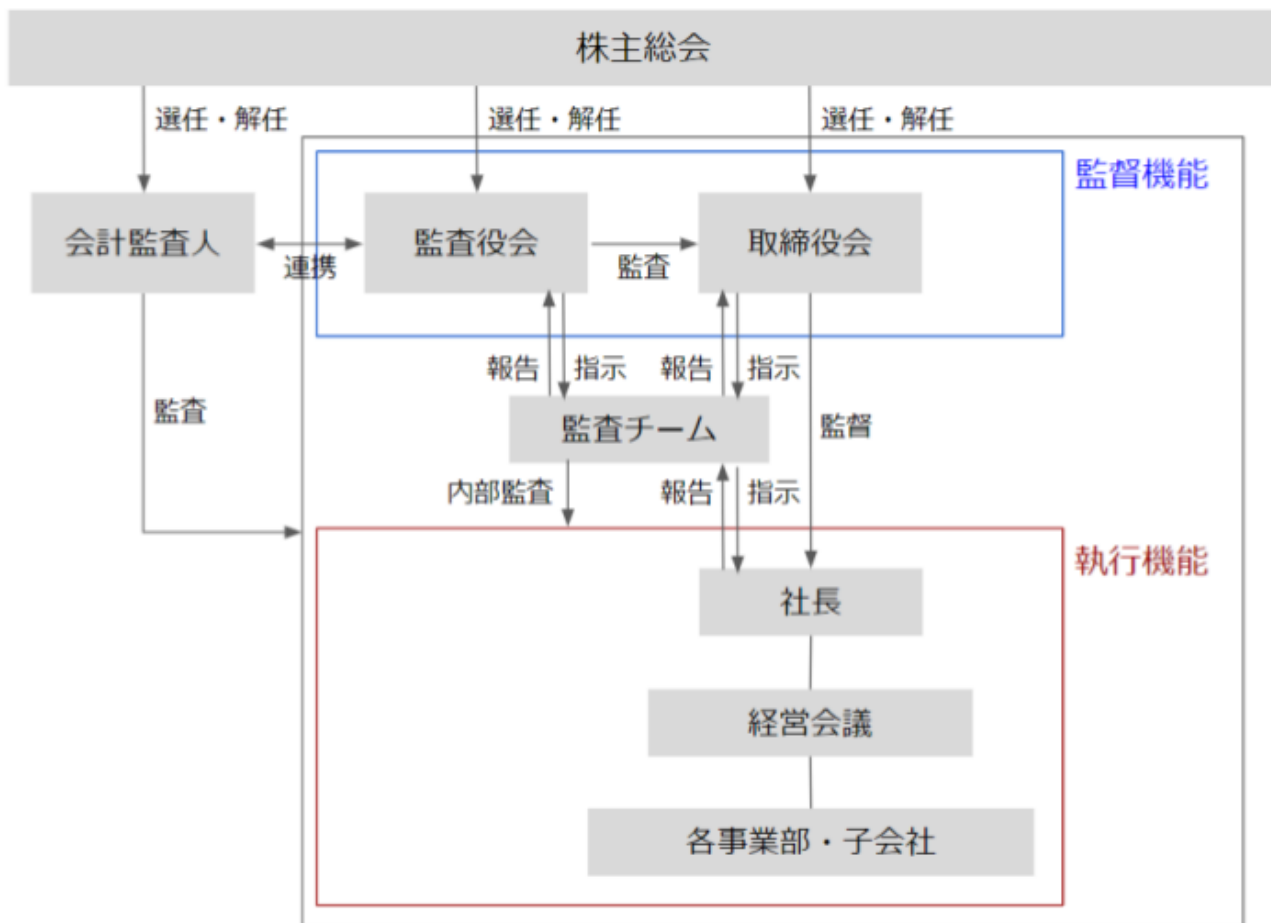 株主総会
選任・解任
選任・解任
選任・解任
監督機能
会計監査人
連携
監査役会
監査
取締役会
報告
指示
報告
指示
監査
監査チーム
監督
内部監査
報告
指示
執行機能
社長
経営会議
各事業部・子会社